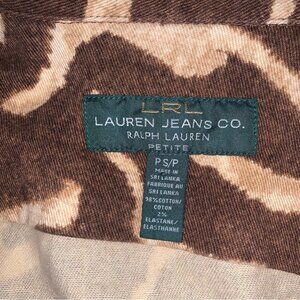 LRL
LAUREN JEANS CO.
RALPH LAUREN
PETITE
PS/P
MADE IN
SRI LANKA
FABRIQUE AU
SRI LANKA
98% COTTON/
COTON
2%
ELASTANE/
ELASTHANNE